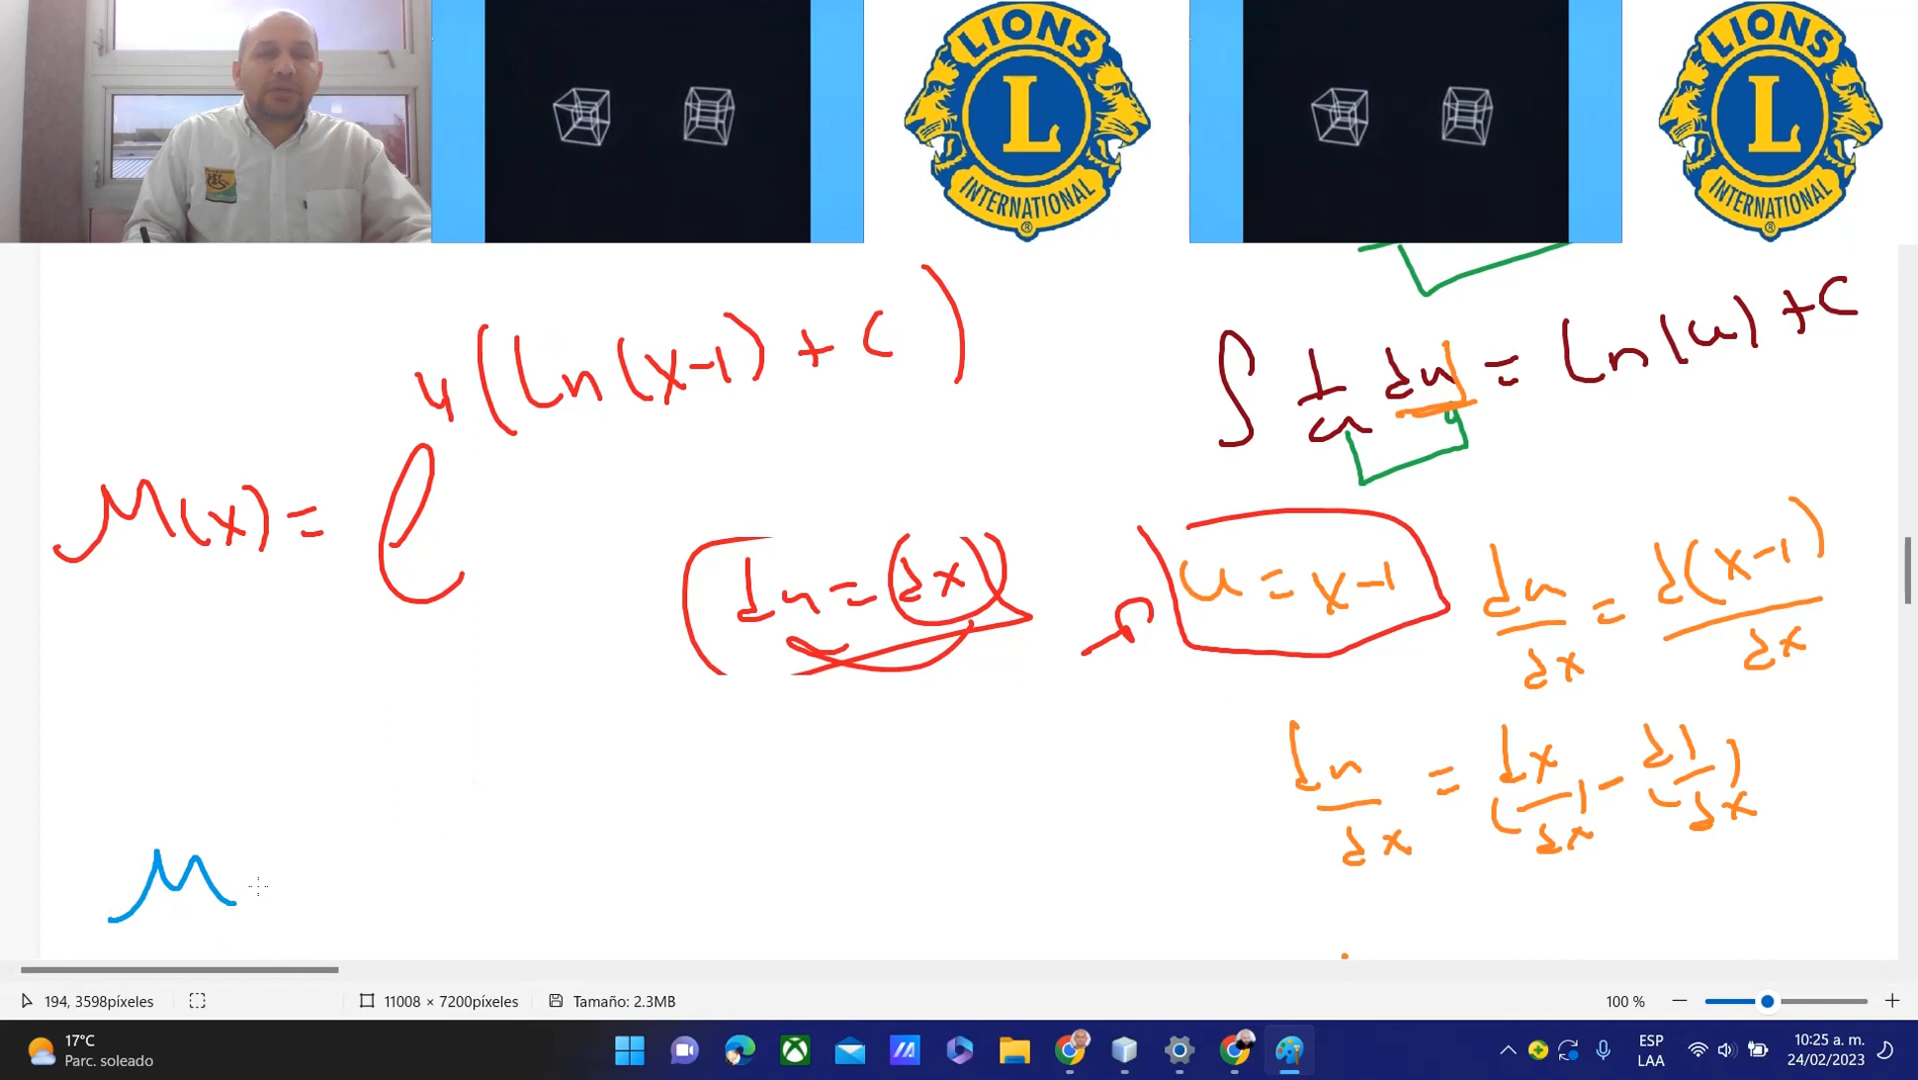 LIONS
L
INTERNATIONAL
®
LIONS
L
INTERNATIONAL
®
M(x) = e^4(Ln(x-1)+C)
∫ 1/u du = Ln(u)+C
du = dx
u = x-1
du/dx = d(x-1)/dx
du/dx = (dx/dx) - (d1/dx)
M
194, 3598píxeles
11008 × 7200píxeles
Tamaño: 2.3MB
100 %
17°C
Parc. soleado
ESP
LAA
10:25 a. m.
24/02/2023